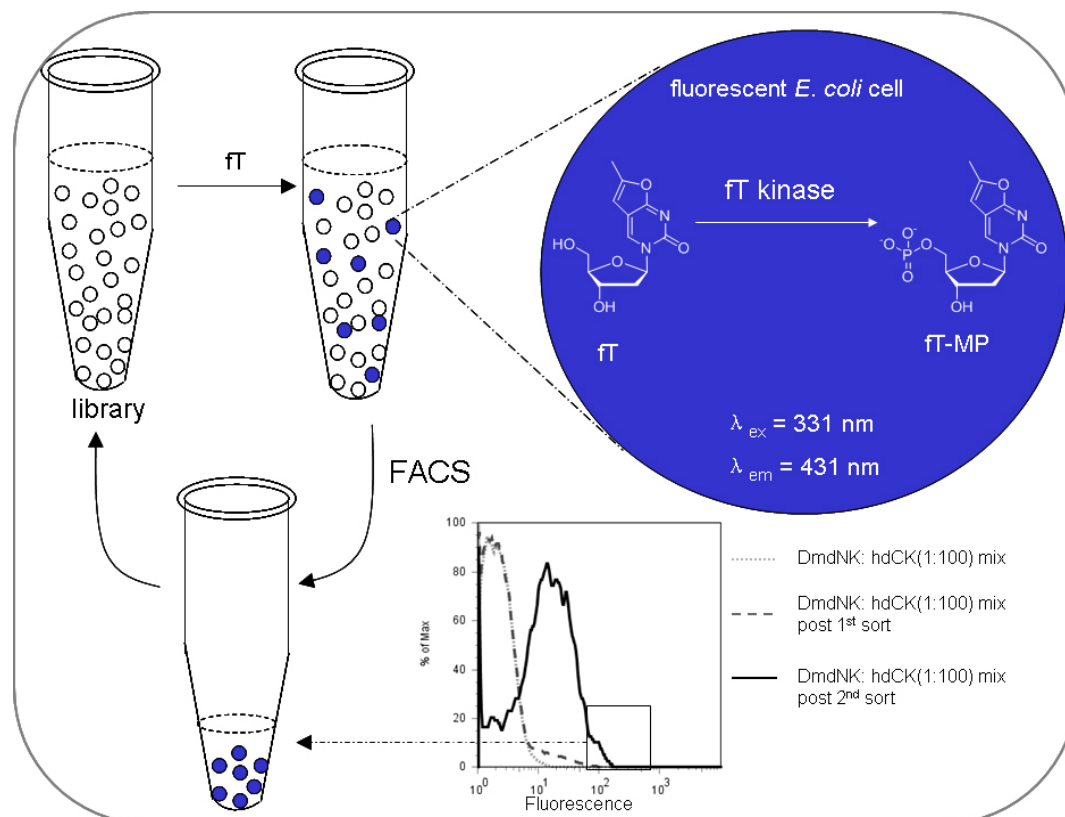 fT
library
FACS
fluorescent E. coli cell
fT kinase
HO
O
N
N
O
O
OH
fT
O⁻
⁻O
P
O
O
O
N
N
O
O
OH
fT-MP
λ ex = 331 nm
λ em = 431 nm
100
80
60
40
20
0
% of Max
10⁰
10¹
10²
10³
Fluorescence
DmdNK: hdCK(1:100) mix
DmdNK: hdCK(1:100) mix
post 1ˢᵗ sort
DmdNK: hdCK(1:100) mix
post 2ⁿᵈ sort